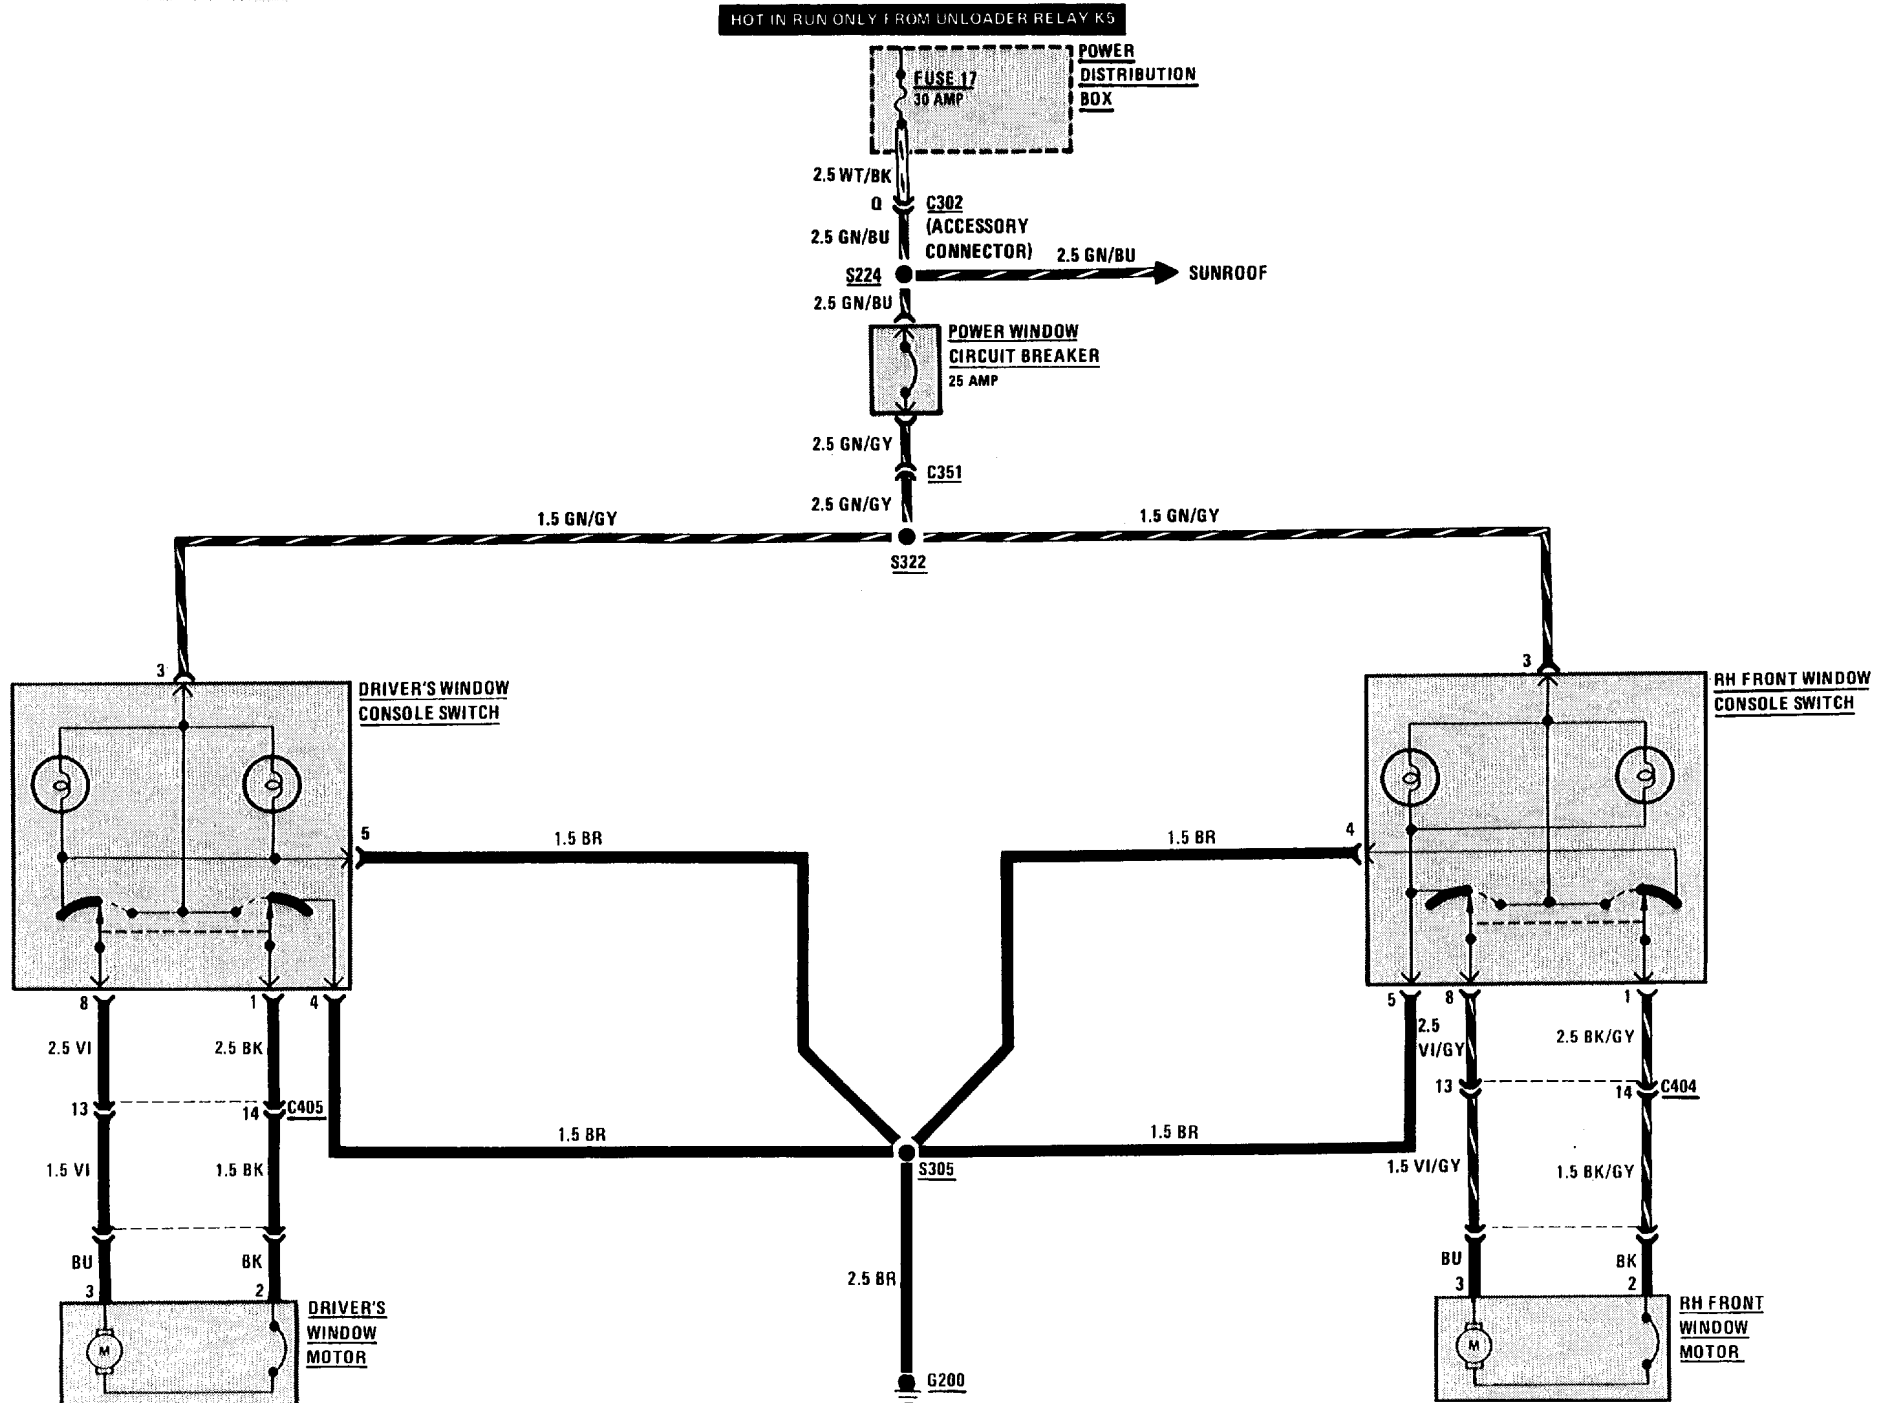 HOT IN RUN ONLY FROM UNLOADER RELAY K5
POWER
DISTRIBUTION
BOX
FUSE 17
30 AMP
2.5 WT/BK
Q
C302
(ACCESSORY
CONNECTOR)
2.5 GN/BU
2.5 GN/BU
S224
SUNROOF
2.5 GN/BU
POWER WINDOW
CIRCUIT BREAKER
25 AMP
2.5 GN/GY
C351
2.5 GN/GY
1.5 GN/GY
1.5 GN/GY
S322
3
3
DRIVER'S WINDOW
CONSOLE SWITCH
RH FRONT WINDOW
CONSOLE SWITCH
5
1.5 BR
1.5 BR
4
8
1
4
5
8
1
2.5 VI
2.5 BK
2.5
VI/GY
2.5 BK/GY
13
14
C405
13
14
C404
1.5 BR
1.5 BR
S305
1.5 VI
1.5 BK
1.5 VI/GY
1.5 BK/GY
BU
BK
2.5 BR
BU
BK
3
2
3
2
DRIVER'S
WINDOW
MOTOR
M
RH FRONT
WINDOW
MOTOR
M
G200